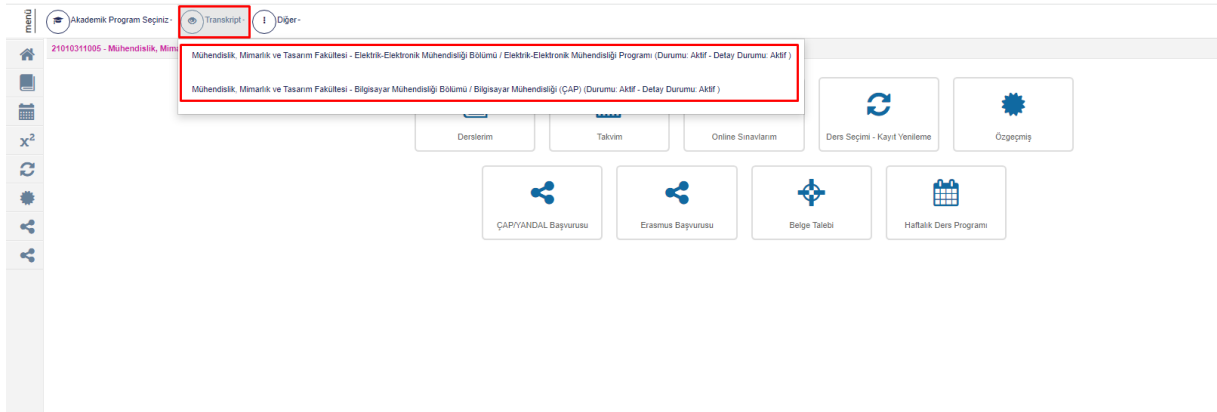 menü
Akademik Program Seçiniz-
Transkript-
Diğer-
21010311005 - Mühendislik, Mima
Mühendislik, Mimarlık ve Tasarım Fakültesi - Elektrik-Elektronik Mühendisliği Bölümü / Elektrik-Elektronik Mühendisliği Programı (Durumu: Aktif - Detay Durumu: Aktif )
Mühendislik, Mimarlık ve Tasarım Fakültesi - Bilgisayar Mühendisliği Bölümü / Bilgisayar Mühendisliği (ÇAP) (Durumu: Aktif - Detay Durumu: Aktif )
x²
Derslerim
Takvim
Online Sınavlarım
Ders Seçimi - Kayıt Yenileme
Özgeçmiş
ÇAP/YANDAL Başvurusu
Erasmus Başvurusu
Belge Talebi
Haftalık Ders Programı